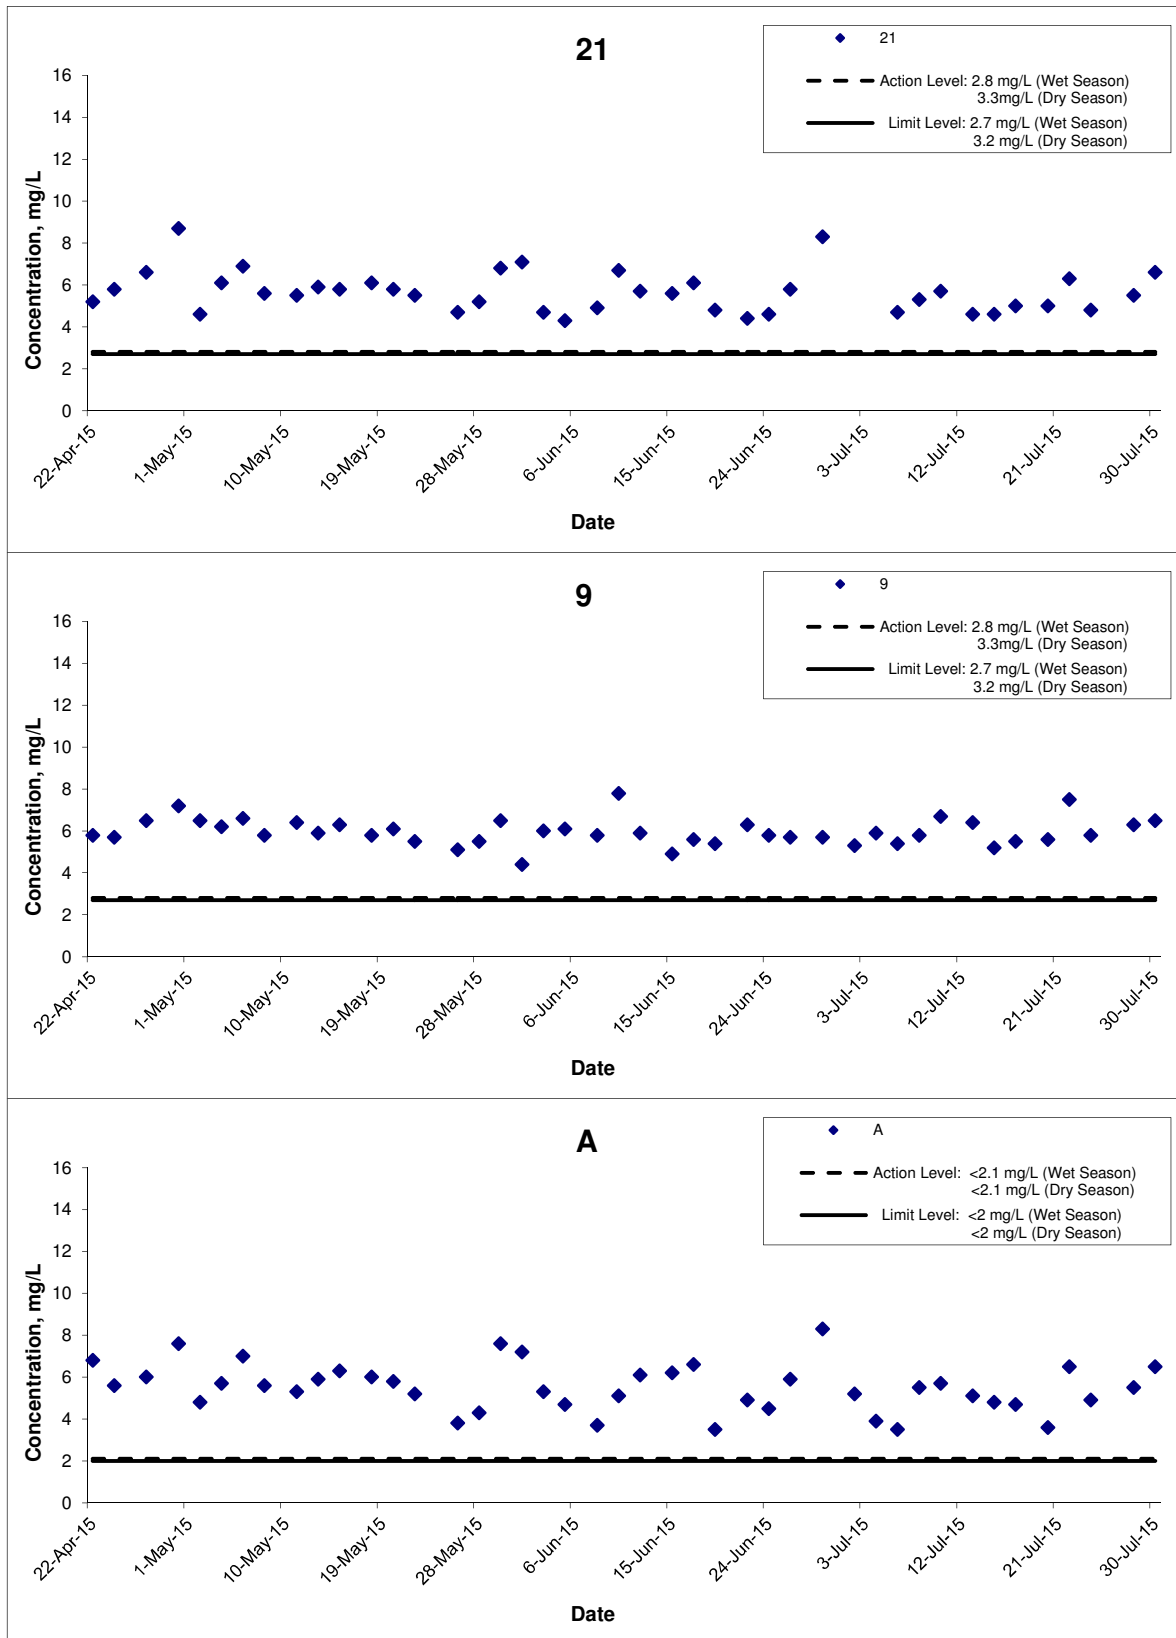 21
21
Action Level: 2.8 mg/L (Wet Season)
3.3mg/L (Dry Season)
Limit Level: 2.7 mg/L (Wet Season)
3.2 mg/L (Dry Season)
Concentration, mg/L
16
14
12
10
8
6
4
2
0
22-Apr-15
1-May-15
10-May-15
19-May-15
28-May-15
6-Jun-15
15-Jun-15
24-Jun-15
3-Jul-15
12-Jul-15
21-Jul-15
30-Jul-15
Date
9
9
Action Level: 2.8 mg/L (Wet Season)
3.3mg/L (Dry Season)
Limit Level: 2.7 mg/L (Wet Season)
3.2 mg/L (Dry Season)
Concentration, mg/L
16
14
12
10
8
6
4
2
0
22-Apr-15
1-May-15
10-May-15
19-May-15
28-May-15
6-Jun-15
15-Jun-15
24-Jun-15
3-Jul-15
12-Jul-15
21-Jul-15
30-Jul-15
Date
A
A
Action Level: <2.1 mg/L (Wet Season)
<2.1 mg/L (Dry Season)
Limit Level: <2 mg/L (Wet Season)
<2 mg/L (Dry Season)
Concentration, mg/L
16
14
12
10
8
6
4
2
0
22-Apr-15
1-May-15
10-May-15
19-May-15
28-May-15
6-Jun-15
15-Jun-15
24-Jun-15
3-Jul-15
12-Jul-15
21-Jul-15
30-Jul-15
Date